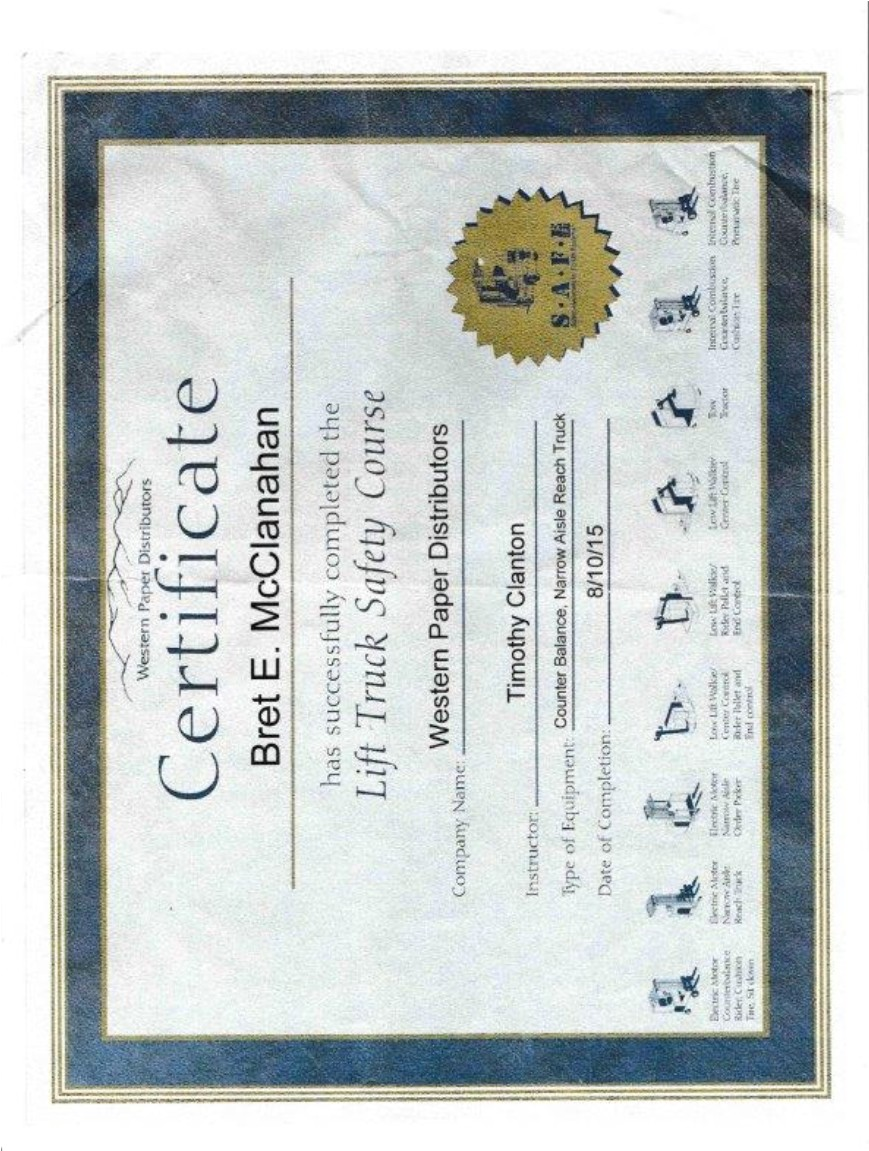 Western Paper Distributors
Certificate
Bret E. McClanahan
has successfully completed the
Lift Truck Safety Course
Company Name: Western Paper Distributors
Instructor: Timothy Clanton
Type of Equipment: Counter Balance, Narrow Aisle Reach Truck
Date of Completion: 8/10/15
S·A·F·E
Electric Motor
Counterbalance
Rider, Cushion
Tire, Sit down
Electric Motor
Narrow Aisle
Reach Truck
Electric Motor
Narrow Aisle
Order Picker
Low Lift Walkie/
Center Control
Rider Pallet and
End control
Low Lift Walkie/
Rider Pallet and
End Control
Low Lift Walkie/
Center Control
Tow
Tractor
Internal Combustion
Counterbalance,
Cushion Tire
Internal Combustion
Counterbalance,
Tire